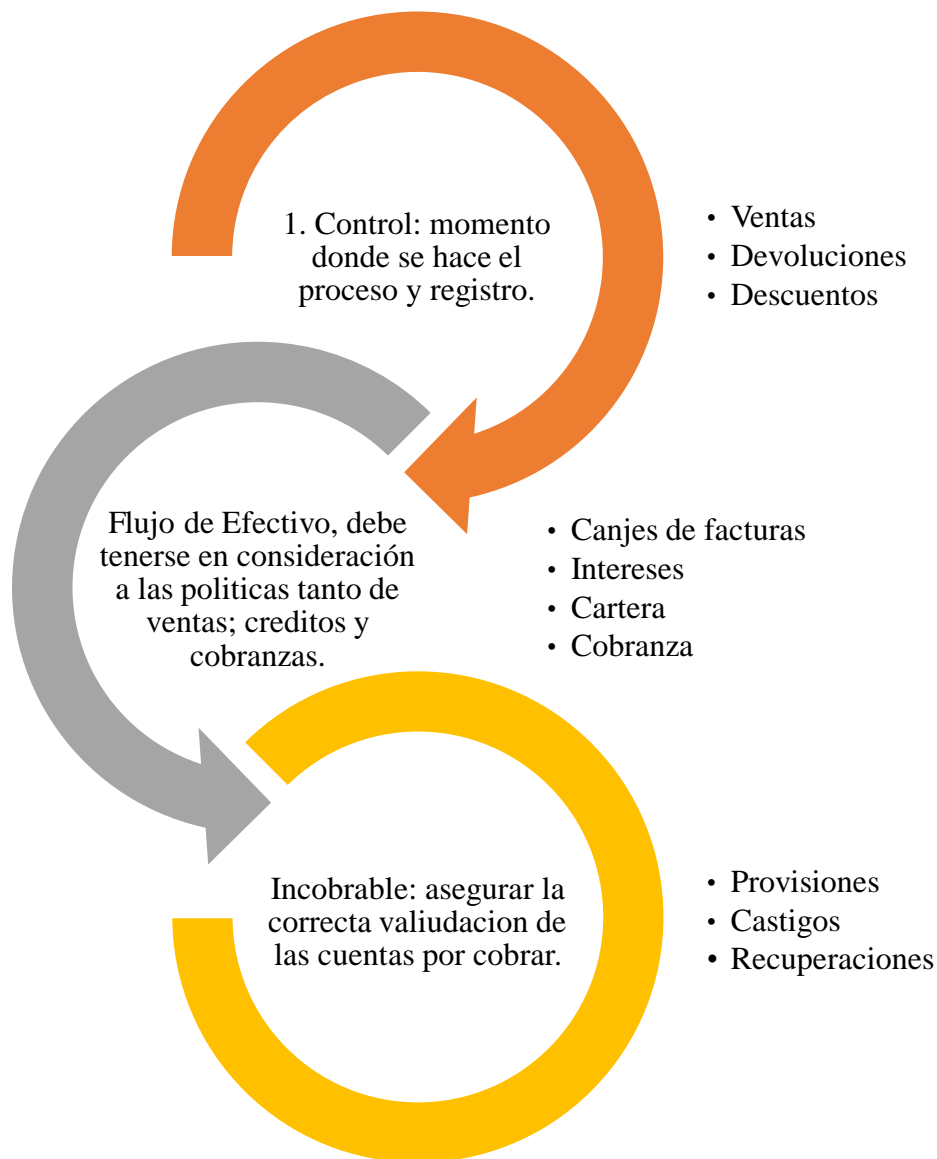 1. Control: momento
donde se hace el
proceso y registro.
• Ventas
• Devoluciones
• Descuentos
Flujo de Efectivo, debe
tenerse en consideración
a las politicas tanto de
ventas; creditos y
cobranzas.
• Canjes de facturas
• Intereses
• Cartera
• Cobranza
Incobrable: asegurar la
correcta valiudacion de
las cuentas por cobrar.
• Provisiones
• Castigos
• Recuperaciones